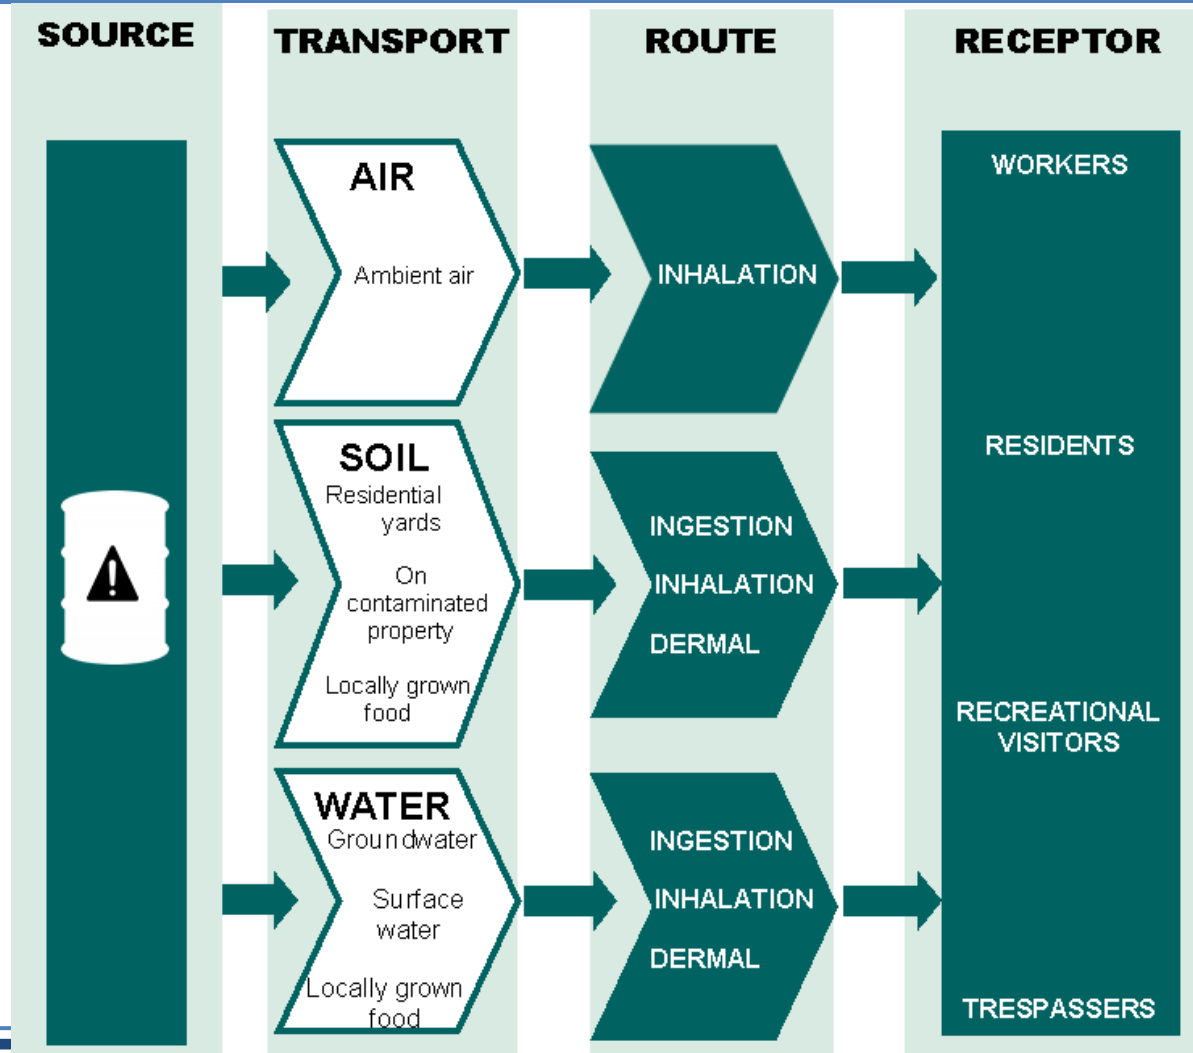 SOURCE
TRANSPORT
ROUTE
RECEPTOR
AIR
Ambient air
INHALATION
SOIL
Residential
yards
On
contaminated
property
Locally grown
food
INGESTION
INHALATION
DERMAL
WATER
Groundwater
Surface
water
Locally grown
food
INGESTION
INHALATION
DERMAL
WORKERS
RESIDENTS
RECREATIONAL
VISITORS
TRESPASSERS
!